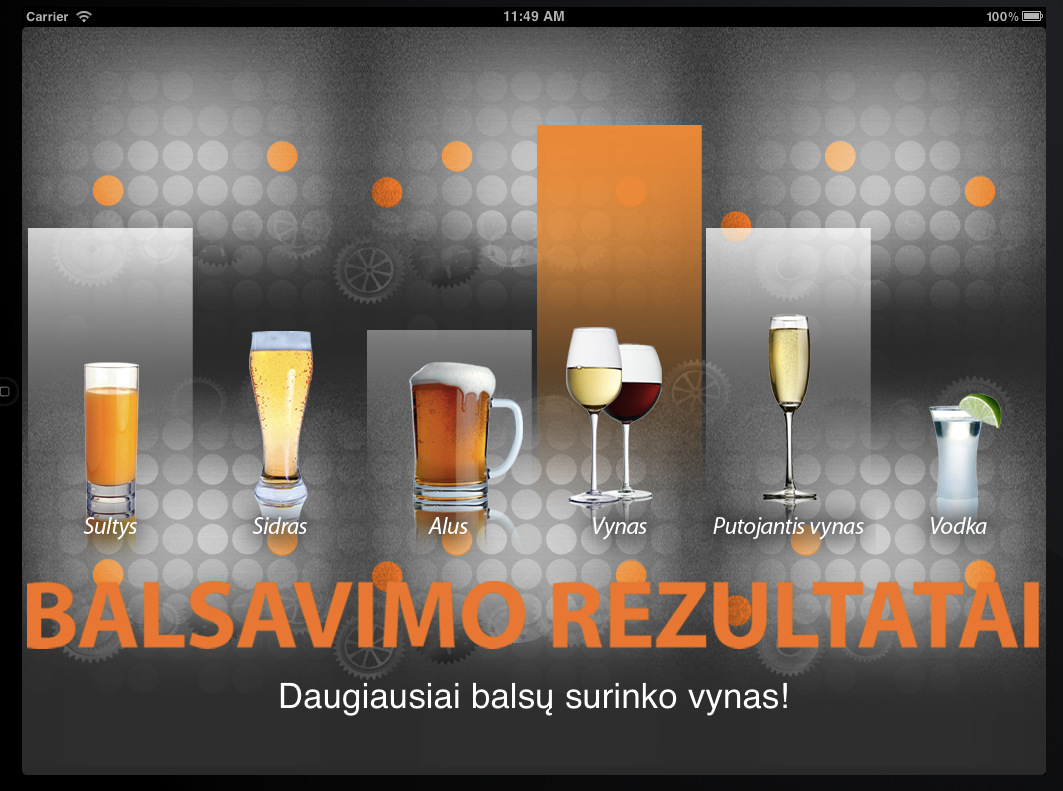 Carrier 11:49 AM 100%
Sultys Sidras Alus Vynas Putojantis vynas Vodka
BALSAVIMO REZULTATAI
Daugiausiai balsų surinko vynas!